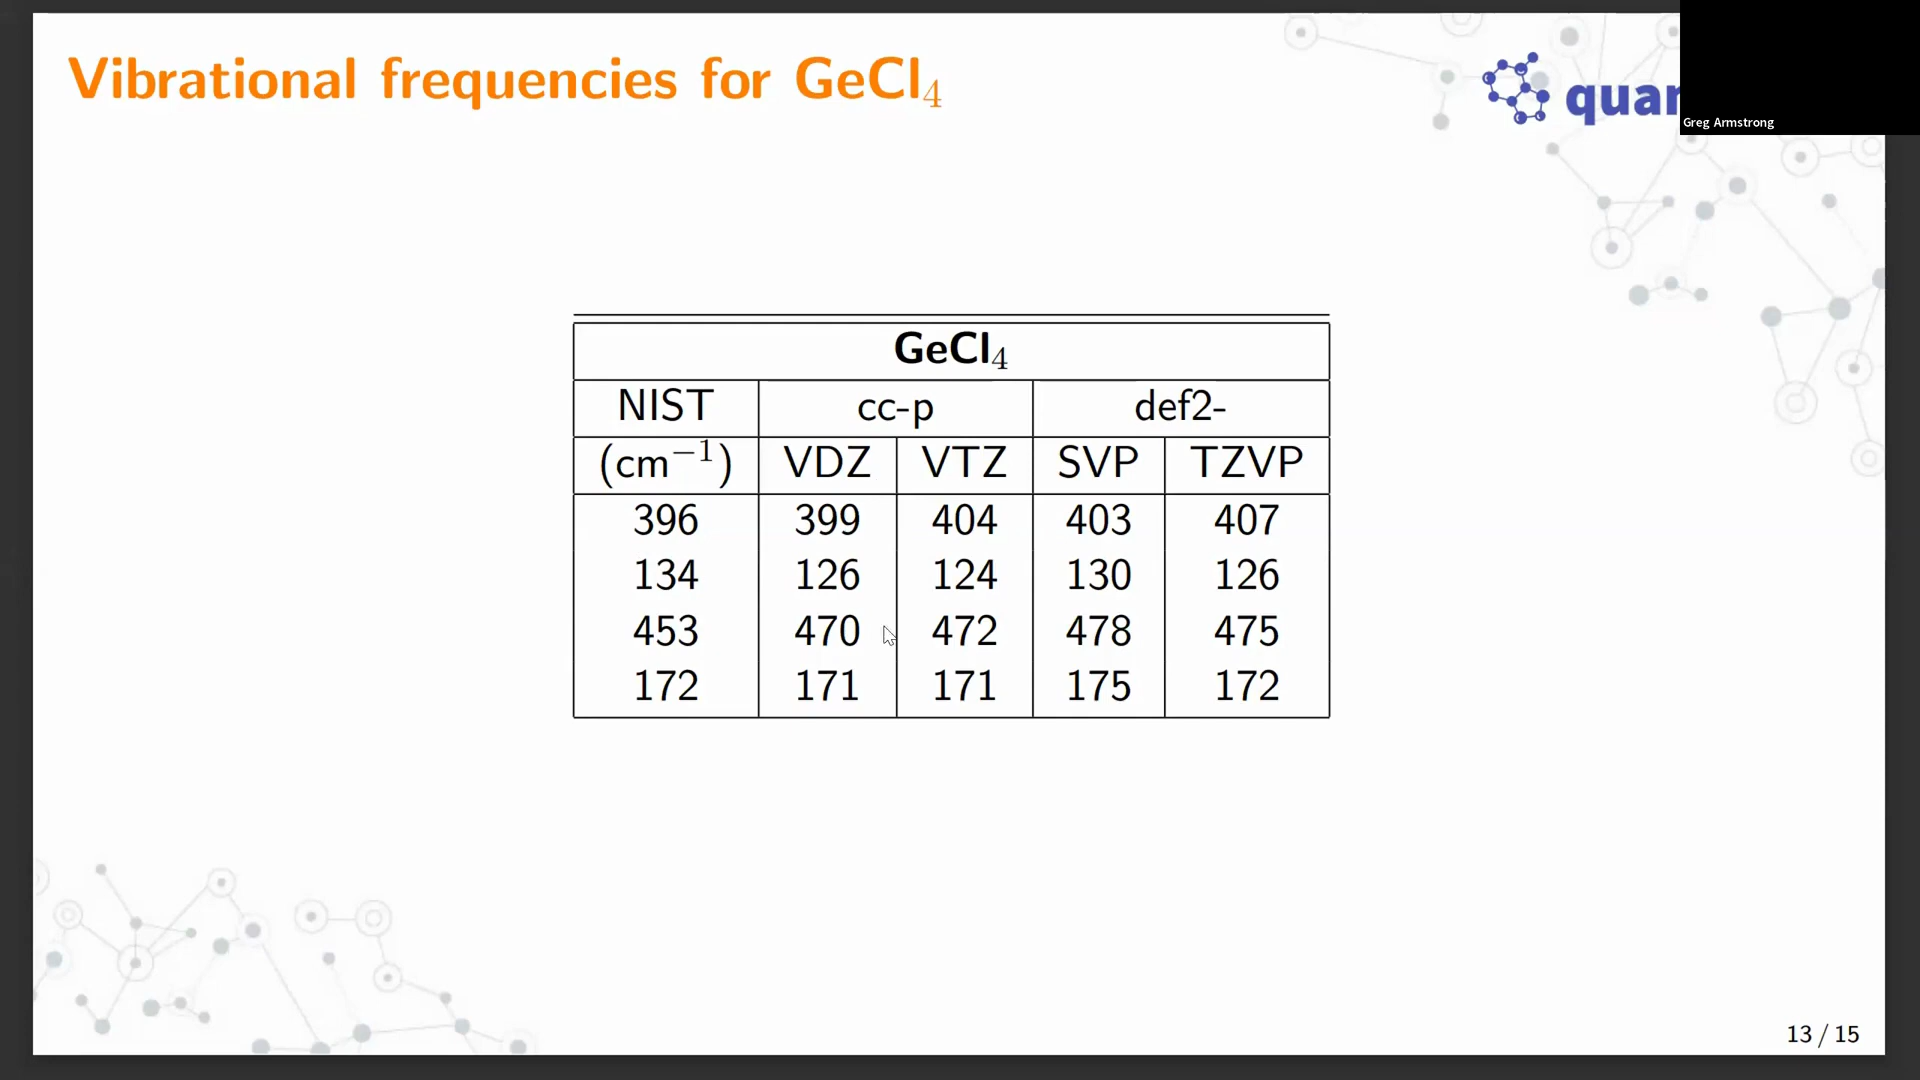 Vibrational frequencies for GeCl₄
quan
Greg Armstrong
GeCl₄
NIST cc-p def2-
(cm⁻¹) VDZ VTZ SVP TZVP
396 399 404 403 407
134 126 124 130 126
453 470 472 478 475
172 171 171 175 172
13 / 15